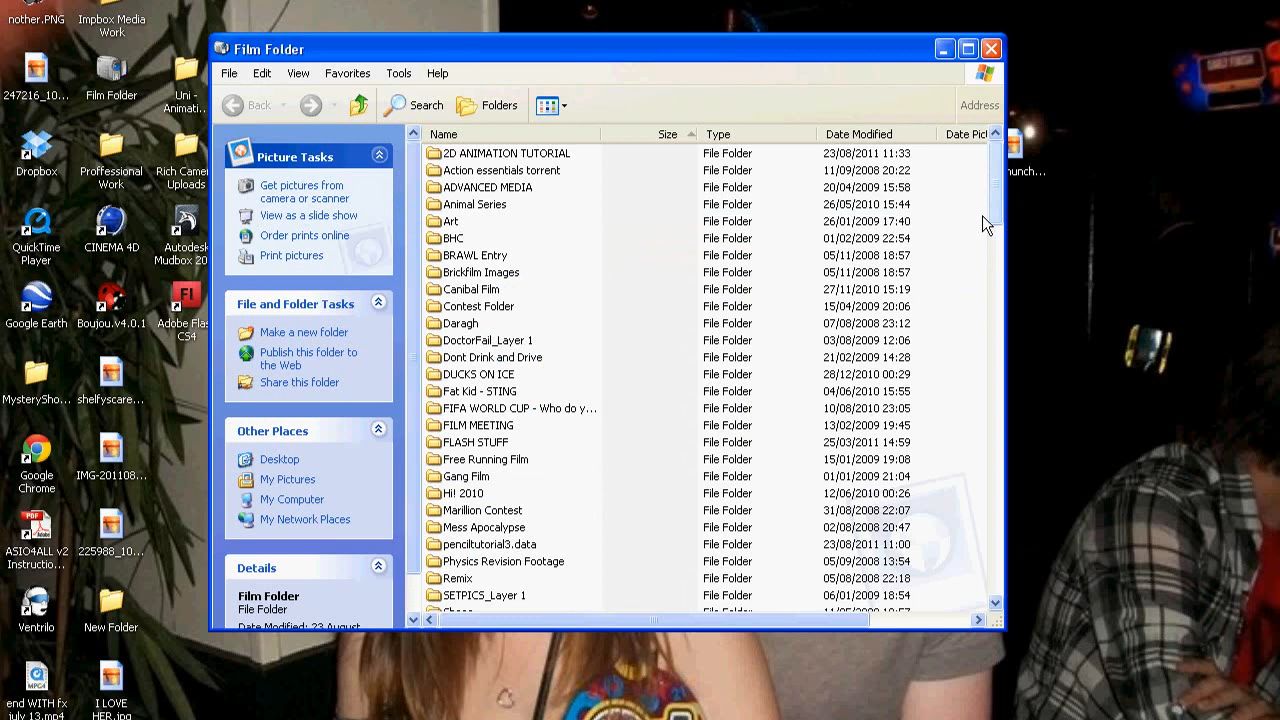 nother.PNG
Impbox Media
Work
247216_10...
Film Folder
Uni -
Animati...
Dropbox
Proffessional
Work
Rich Camer
Uploads
QuickTime
Player
CINEMA 4D
Autodesk
Mudbox 20
Google Earth
Boujou.v4.0.1
Adobe Flas
CS4
MysterySho...
shelfyscare...
Google
Chrome
IMG-201108...
ASIO4ALL v2
Instructio...
225988_10...
Ventrilo
New Folder
end WITH fx
july 13.mp4
I LOVE
HER.jpg
Film Folder
File Edit View Favorites Tools Help
Back Search Folders Address
Picture Tasks
Get pictures from
camera or scanner
View as a slide show
Order prints online
Print pictures
File and Folder Tasks
Make a new folder
Publish this folder to
the Web
Share this folder
Other Places
Desktop
My Pictures
My Computer
My Network Places
Details
Film Folder
File Folder
Date Modified: 23 August
Name Size Type Date Modified Date Pict
2D ANIMATION TUTORIAL File Folder 23/08/2011 11:33
Action essentials torrent File Folder 11/09/2008 20:22
ADVANCED MEDIA File Folder 20/04/2009 15:58
Animal Series File Folder 26/05/2010 15:44
Art File Folder 26/01/2009 17:40
BHC File Folder 01/02/2009 22:54
BRAWL Entry File Folder 05/11/2008 18:57
Brickfilm Images File Folder 05/11/2008 18:57
Canibal Film File Folder 27/11/2010 15:19
Contest Folder File Folder 15/04/2009 20:06
Daragh File Folder 07/08/2008 23:12
DoctorFail_Layer 1 File Folder 03/08/2009 12:06
Dont Drink and Drive File Folder 21/02/2009 14:28
DUCKS ON ICE File Folder 28/12/2010 00:29
Fat Kid - STING File Folder 04/06/2010 15:55
FIFA WORLD CUP - Who do y... File Folder 10/08/2010 23:05
FILM MEETING File Folder 13/02/2009 19:45
FLASH STUFF File Folder 25/03/2011 14:59
Free Running Film File Folder 15/01/2009 19:08
Gang Film File Folder 01/01/2009 21:04
Hi! 2010 File Folder 12/06/2010 00:26
Marillion Contest File Folder 31/08/2008 22:07
Mess Apocalypse File Folder 02/08/2008 20:47
penciltutorial3.data File Folder 23/08/2011 11:00
Physics Revision Footage File Folder 05/09/2008 13:54
Remix File Folder 05/08/2008 22:18
SETPICS_Layer 1 File Folder 06/01/2009 18:54
unch...